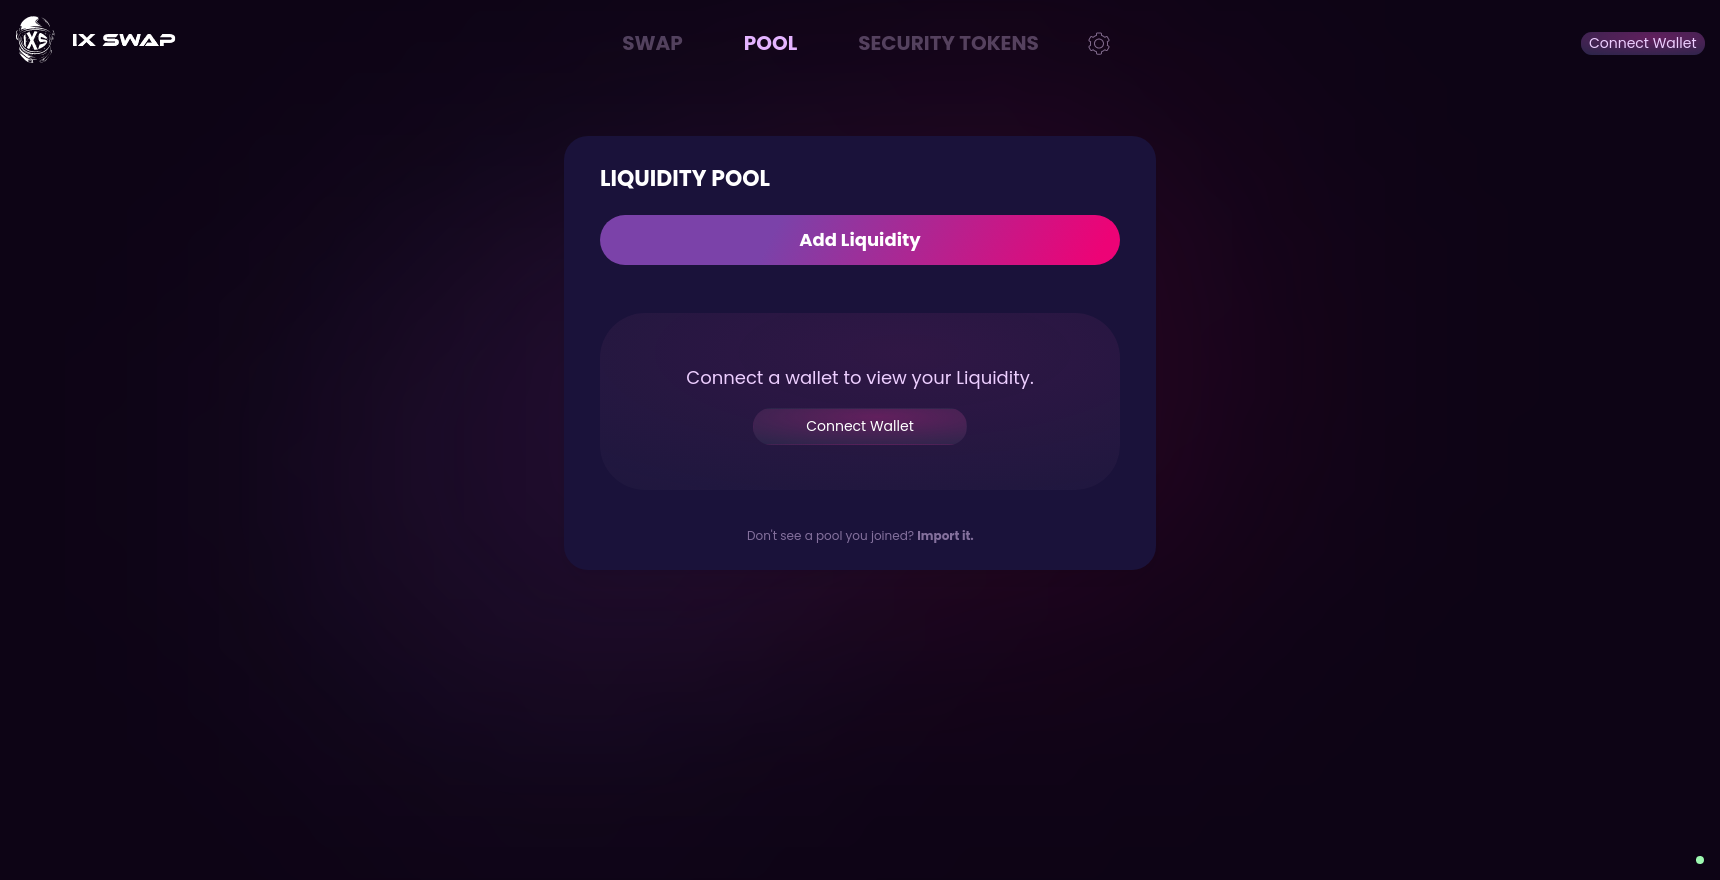 IXS
IX SWAP
SWAP
POOL
SECURITY TOKENS
Connect Wallet
LIQUIDITY POOL
Add Liquidity
Connect a wallet to view your Liquidity.
Connect Wallet
Don't see a pool you joined? Import it.